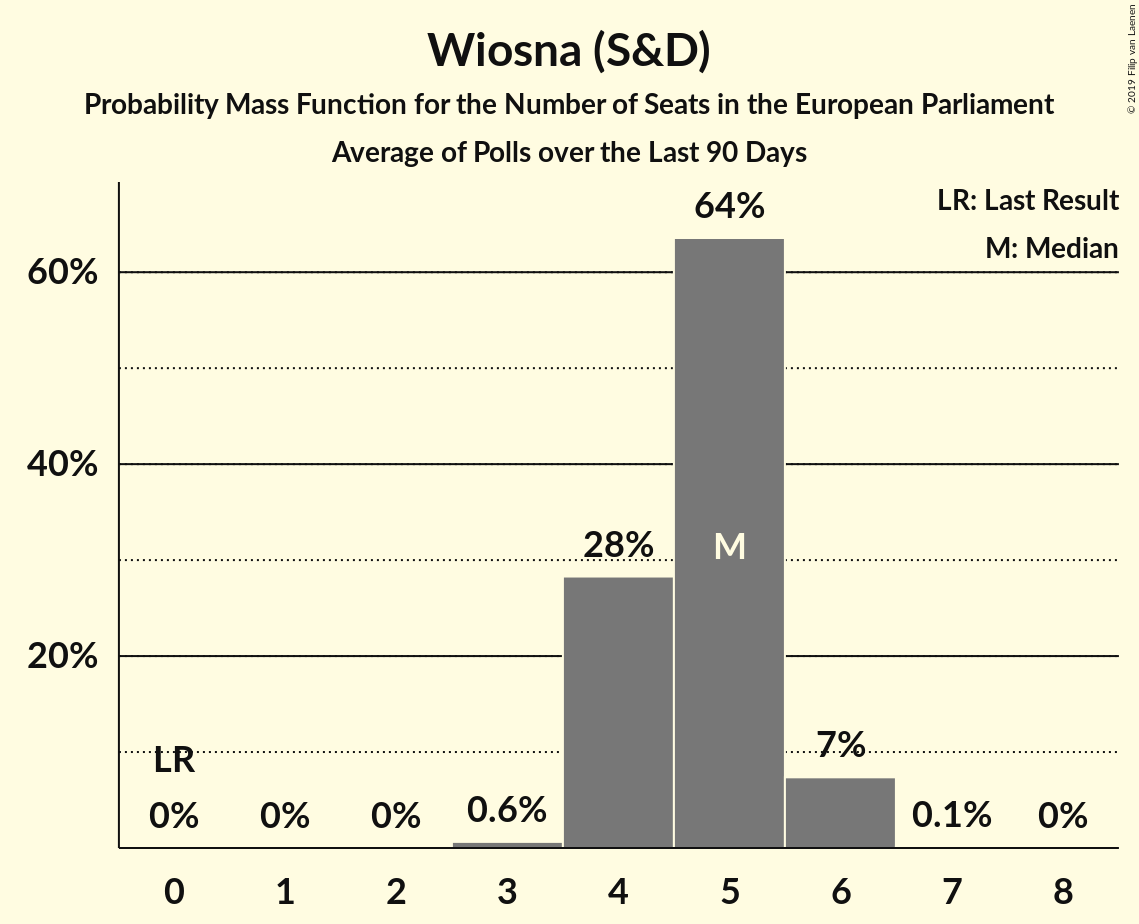 Wiosna (S&D)
Probability Mass Function for the Number of Seats in the European Parliament
Average of Polls over the Last 90 Days
© 2019 Filip van Laenen
LR: Last Result
M: Median
64%
60%
40%
28%
M
20%
LR
7%
0%
0%
0%
0.6%
0.1%
0%
0 1 2 3 4 5 6 7 8